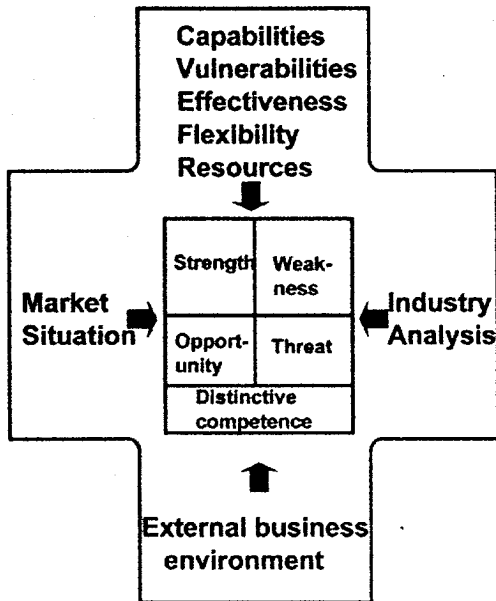 Capabilities
Vulnerabilities
Effectiveness
Flexibility
Resources
Strength
Weak-
ness
Market
Situation
Industry
Analysis
Opport-
unity
Threat
Distinctive
competence
External business
environment